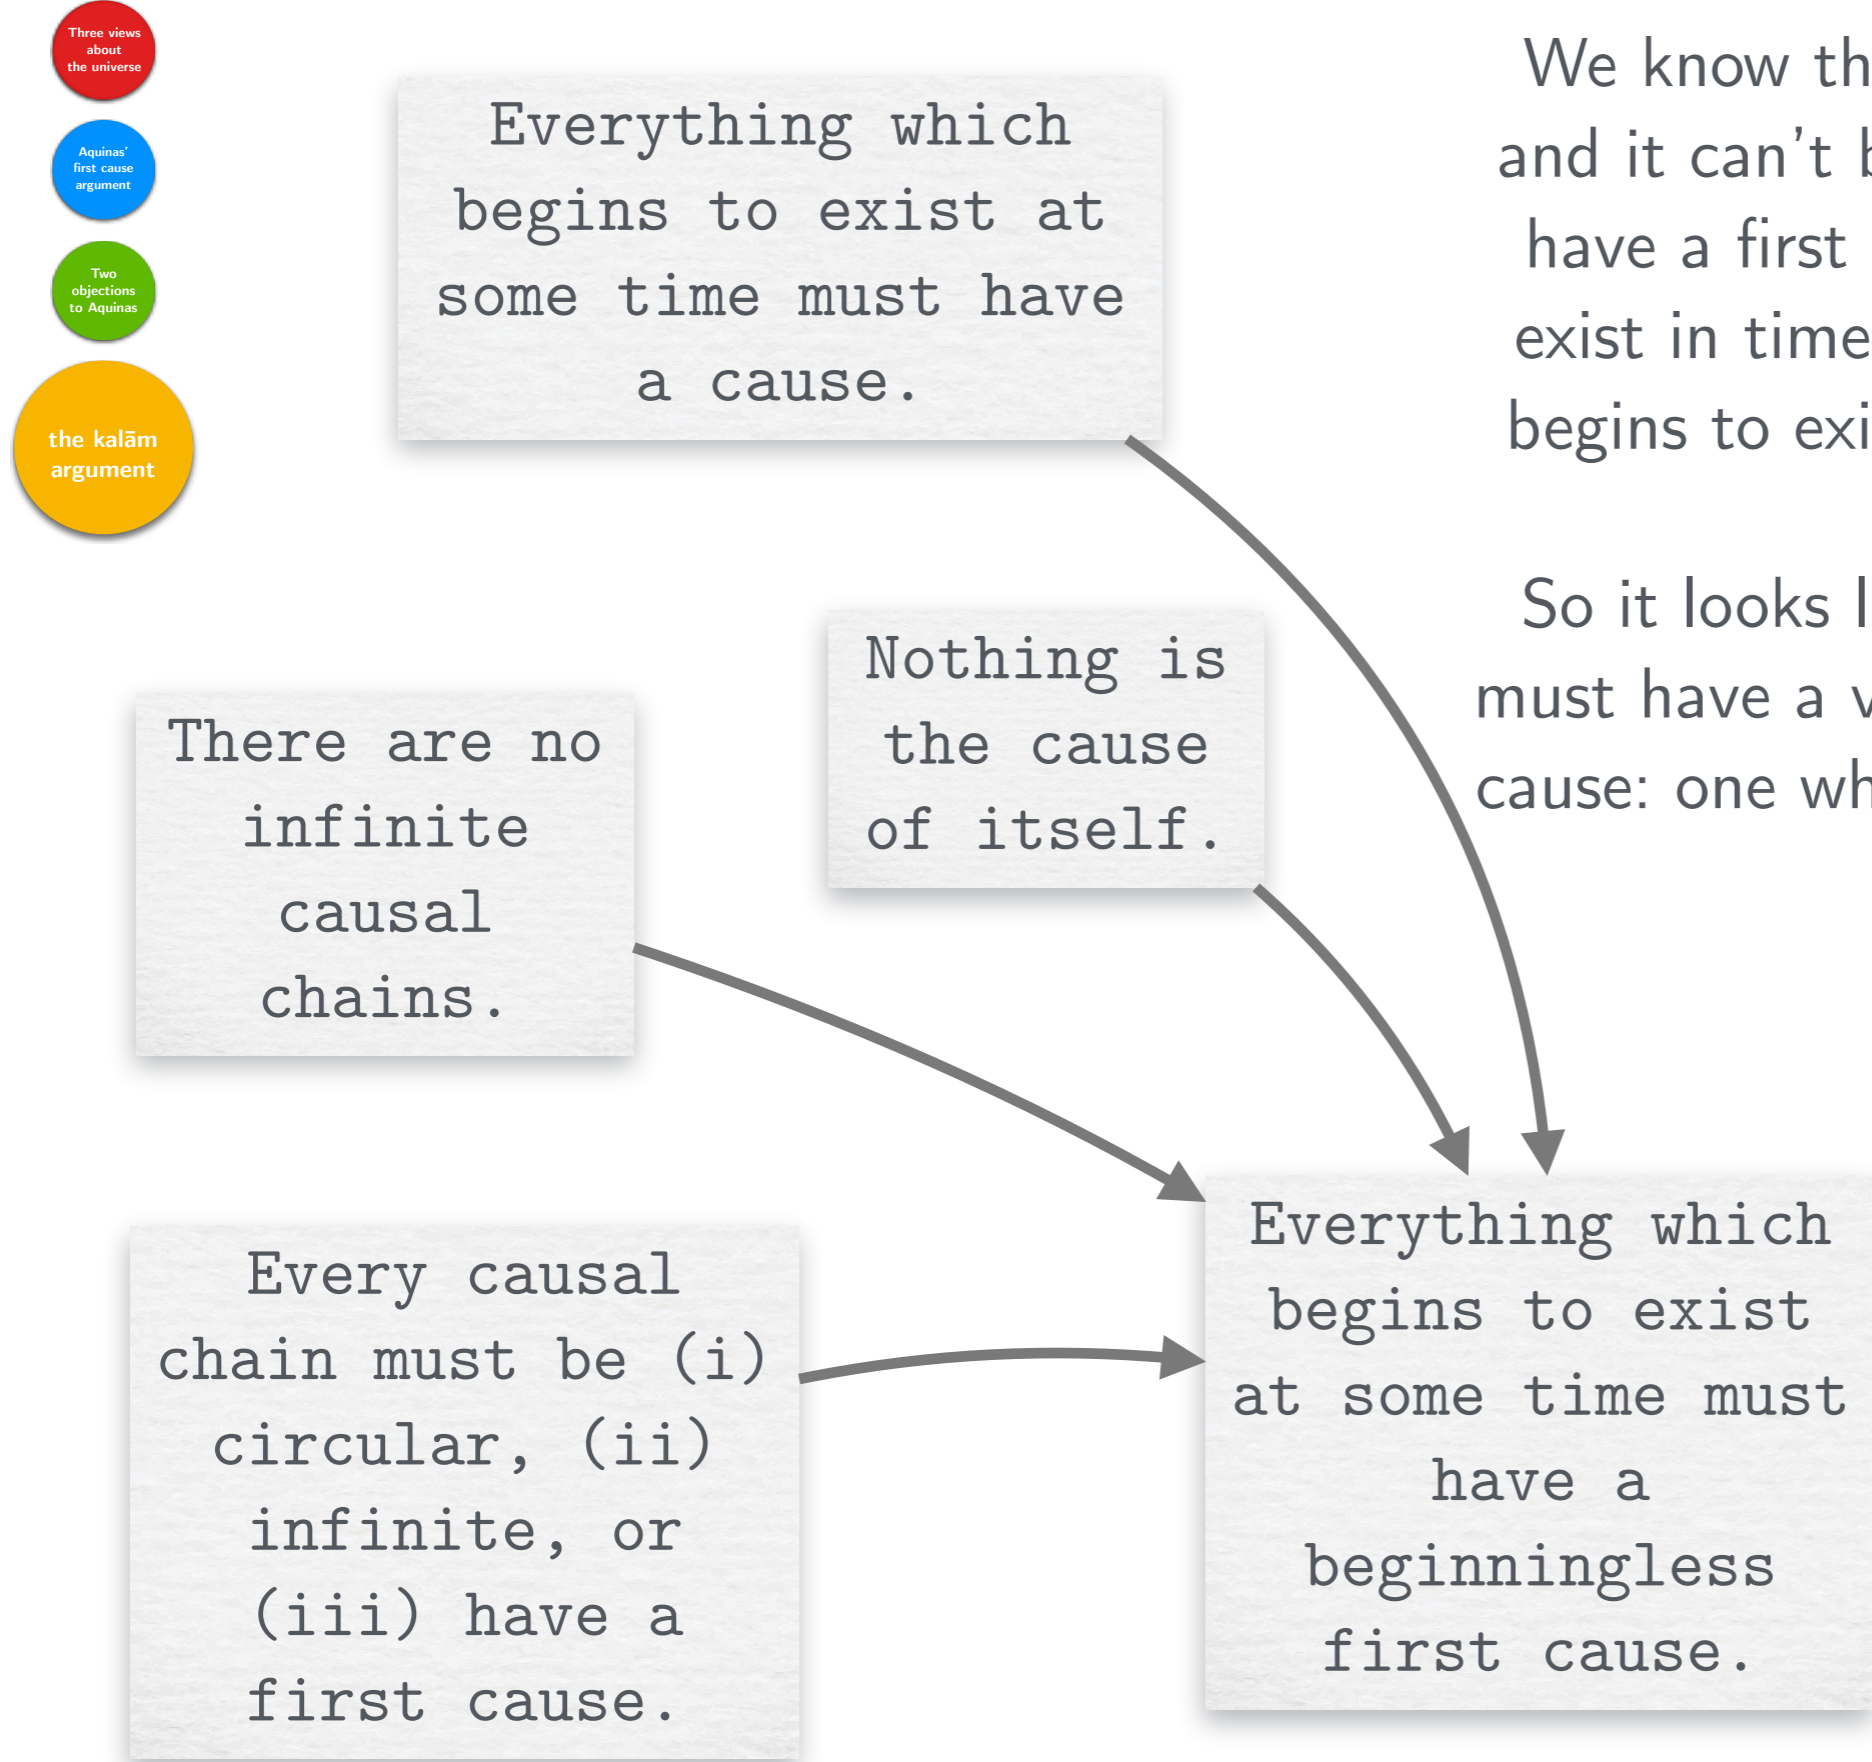 Three views
about
the universe
Aquinas'
first cause
argument
Two
objections
to Aquinas
the kalām
argument
Everything which
begins to exist at
some time must have
a cause.
We know
and it can't
have a first
exist in time
begins to
So it looks
must have a
cause: one
Nothing is
the cause
of itself.
There are no
infinite
causal
chains.
Every causal
chain must be (i)
circular, (ii)
infinite, or
(iii) have a
first cause.
Everything which
begins to exist
at some time must
have a
beginningless
first cause.